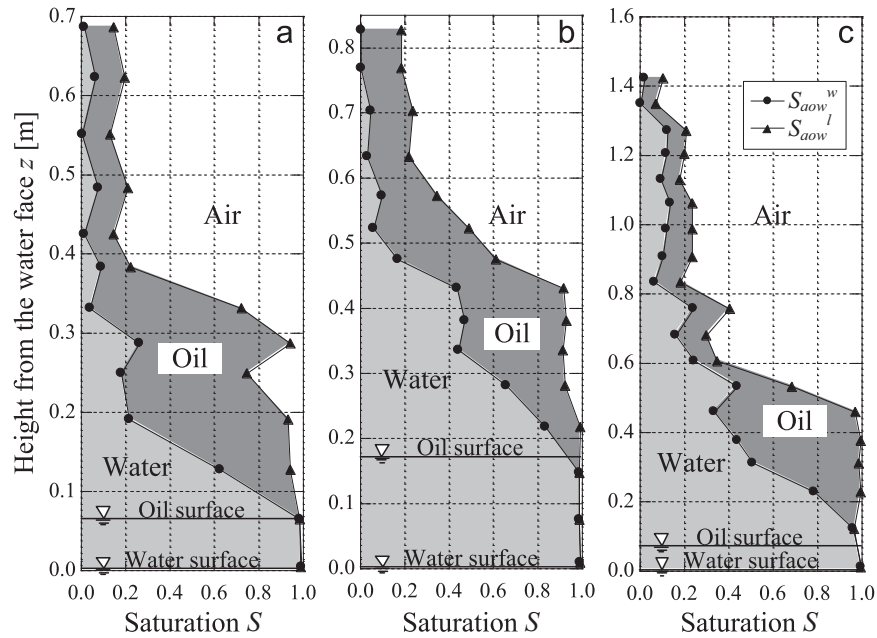 Height from the water face z [m]
0.7
0.6
0.5
0.4
0.3
0.2
0.1
0.0
a
Air
Oil
Water
Oil surface
Water surface
0.0 0.2 0.4 0.6 0.8 1.0
Saturation S
0.8
0.7
0.6
0.5
0.4
0.3
0.2
0.1
0.0
b
Air
Oil
Water
Oil surface
Water surface
0.0 0.2 0.4 0.6 0.8 1.0
Saturation S
1.6
1.4
1.2
1.0
0.8
0.6
0.4
0.2
0.0
c
S_aow^w
S_aow^l
Air
Oil
Water
Oil surface
Water surface
0.0 0.2 0.4 0.6 0.8 1.0
Saturation S